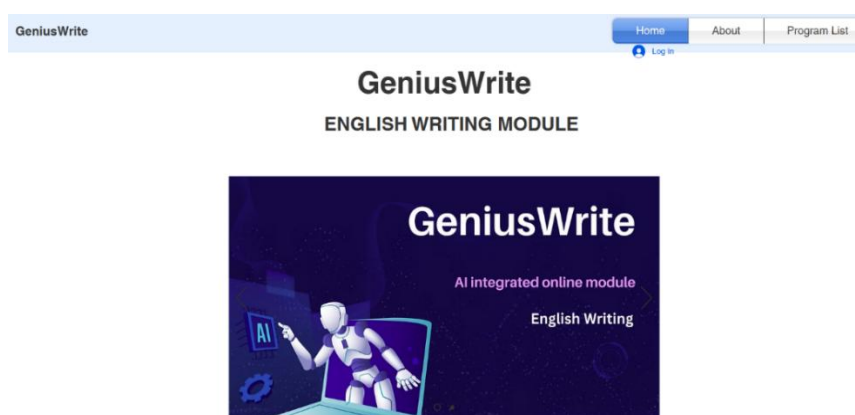 GeniusWrite
Home
About
Program List
Log In
GeniusWrite
ENGLISH WRITING MODULE
GeniusWrite
AI integrated online module
English Writing
AI